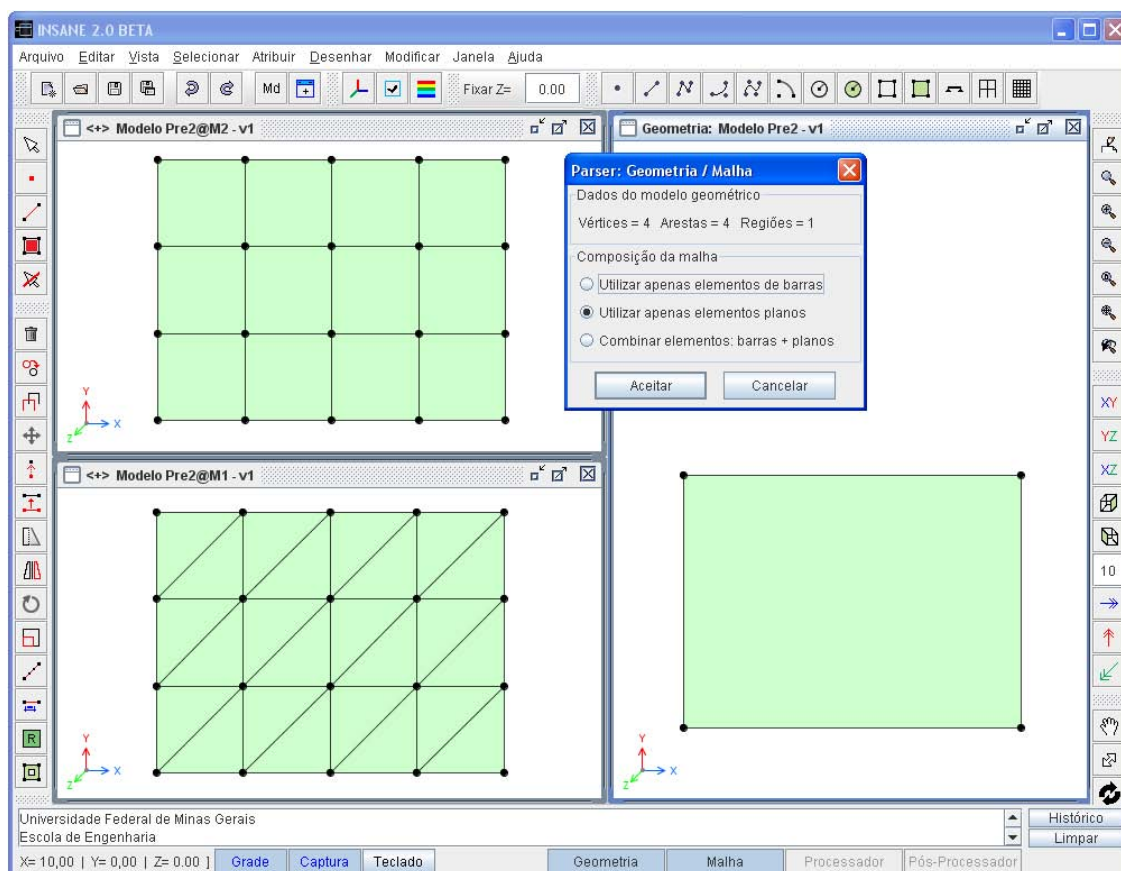 INSANE 2.0 BETA
Arquivo Editar Vista Selecionar Atribuir Desenhar Modificar Janela Ajuda
Md Fixar Z= 0.00
<+> Modelo Pre2@M2 - v1
Geometria: Modelo Pre2 - v1
Parser: Geometria / Malha
Dados do modelo geométrico
Vértices = 4 Arestas = 4 Regiões = 1
Composição da malha
Utilizar apenas elementos de barras
Utilizar apenas elementos planos
Combinar elementos: barras + planos
Aceitar Cancelar
Y
X
Z
<+> Modelo Pre2@M1 - v1
Y
X
Z
Y
X
Z
XY
YZ
XZ
10
R
Universidade Federal de Minas Gerais
Escola de Engenharia
Histórico
Limpar
X= 10,00 | Y= 0,00 | Z= 0.00 ] Grade Captura Teclado Geometria Malha Processador Pós-Processador